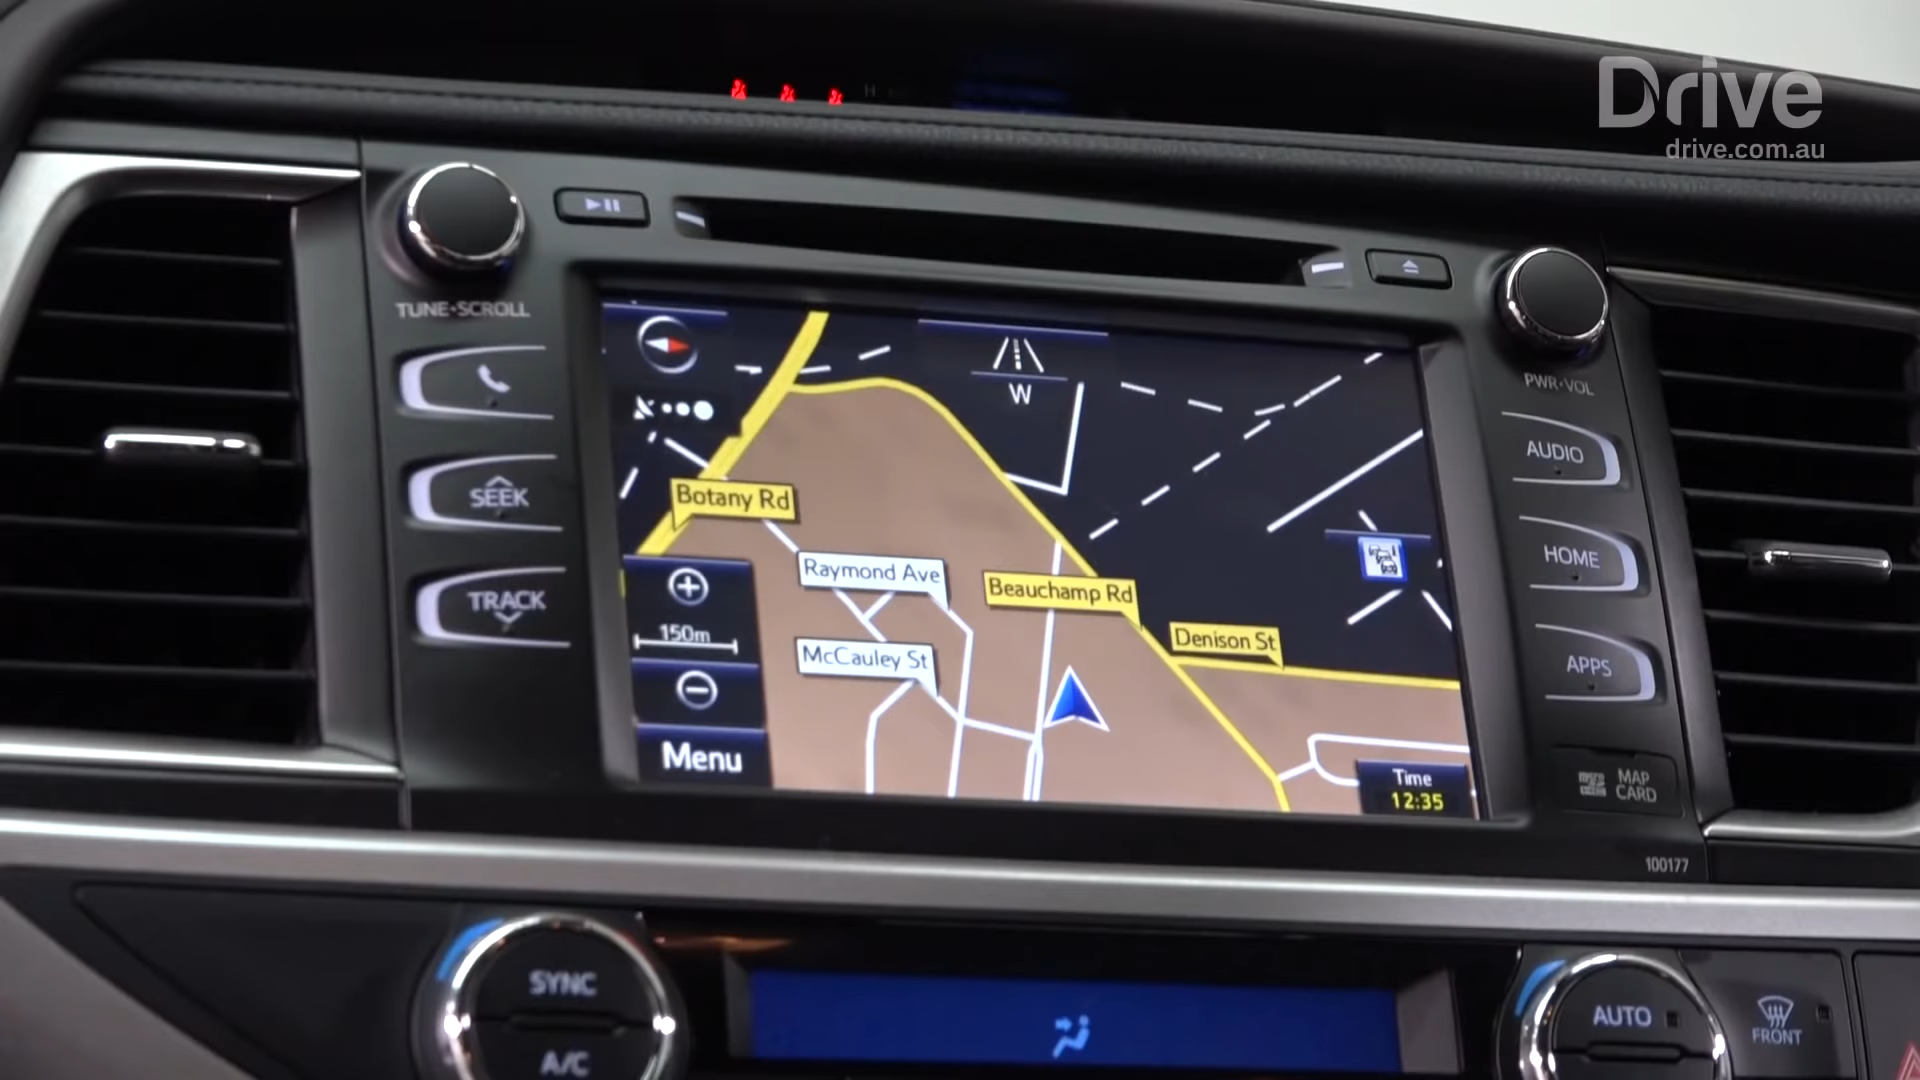 Drive
drive.com.au
TUNE•SCROLL
PWR•VOL
W
AUDIO
Botany Rd
SEEK
HOME
Raymond Ave
Beauchamp Rd
TRACK
150m
Denison St
McCauley St
APPS
Menu
Time
12:35
MAP
CARD
100177
SYNC
A/C
AUTO
FRONT